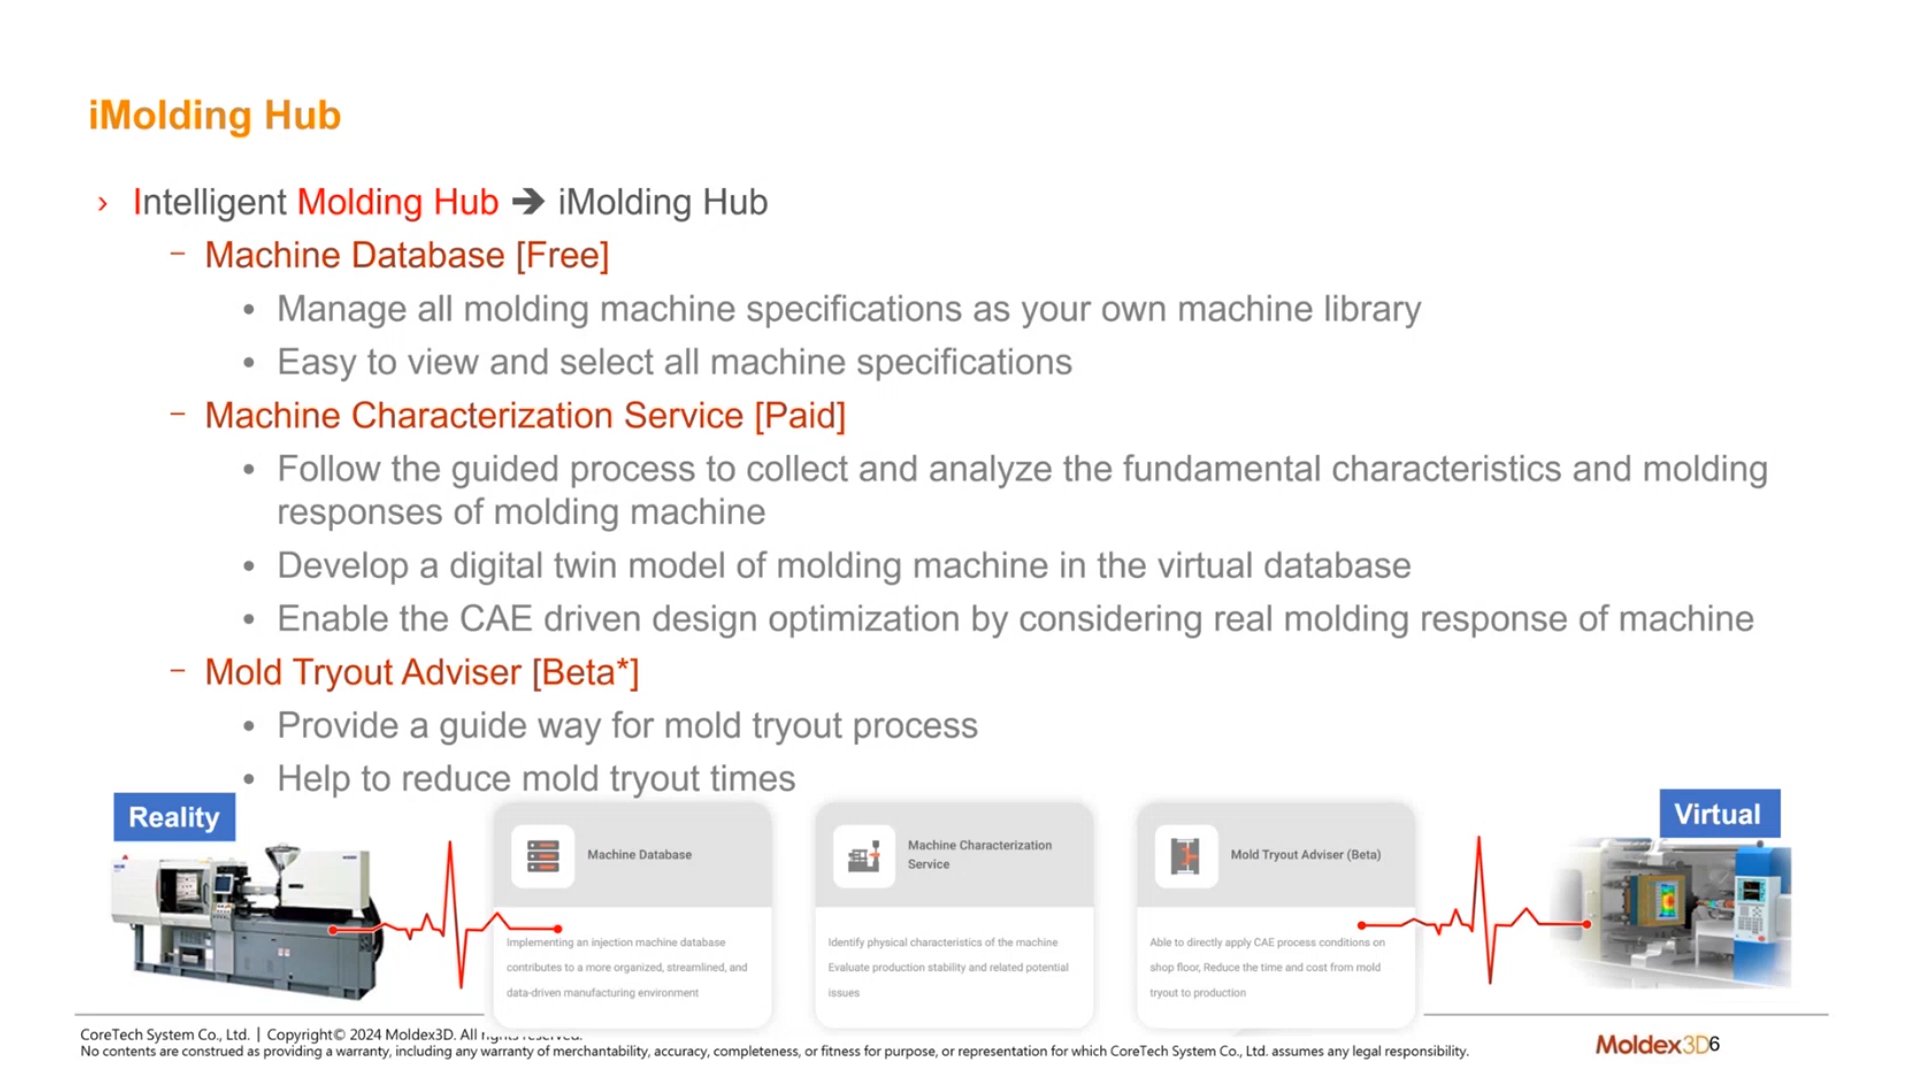 iMolding Hub
› Intelligent Molding Hub ➔ iMolding Hub
– Machine Database [Free]
• Manage all molding machine specifications as your own machine library
• Easy to view and select all machine specifications
– Machine Characterization Service [Paid]
• Follow the guided process to collect and analyze the fundamental characteristics and molding
responses of molding machine
• Develop a digital twin model of molding machine in the virtual database
• Enable the CAE driven design optimization by considering real molding response of machine
– Mold Tryout Adviser [Beta*]
• Provide a guide way for mold tryout process
• Help to reduce mold tryout times
Reality
Machine Database
Implementing an injection machine database
contributes to a more organized, streamlined, and
data-driven manufacturing environment
Machine Characterization
Service
Identify physical characteristics of the machine
Evaluate production stability and related potential
issues
Mold Tryout Adviser (Beta)
Able to directly apply CAE process conditions on
shop floor, Reduce the time and cost from mold
tryout to production
Virtual
CoreTech System Co., Ltd. | Copyright© 2024 Moldex3D. All rights reserved.
No contents are construed as providing a warranty, including any warranty of merchantability, accuracy, completeness, or fitness for purpose, or representation for which CoreTech System Co., Ltd. assumes any legal responsibility.
Moldex3D 6